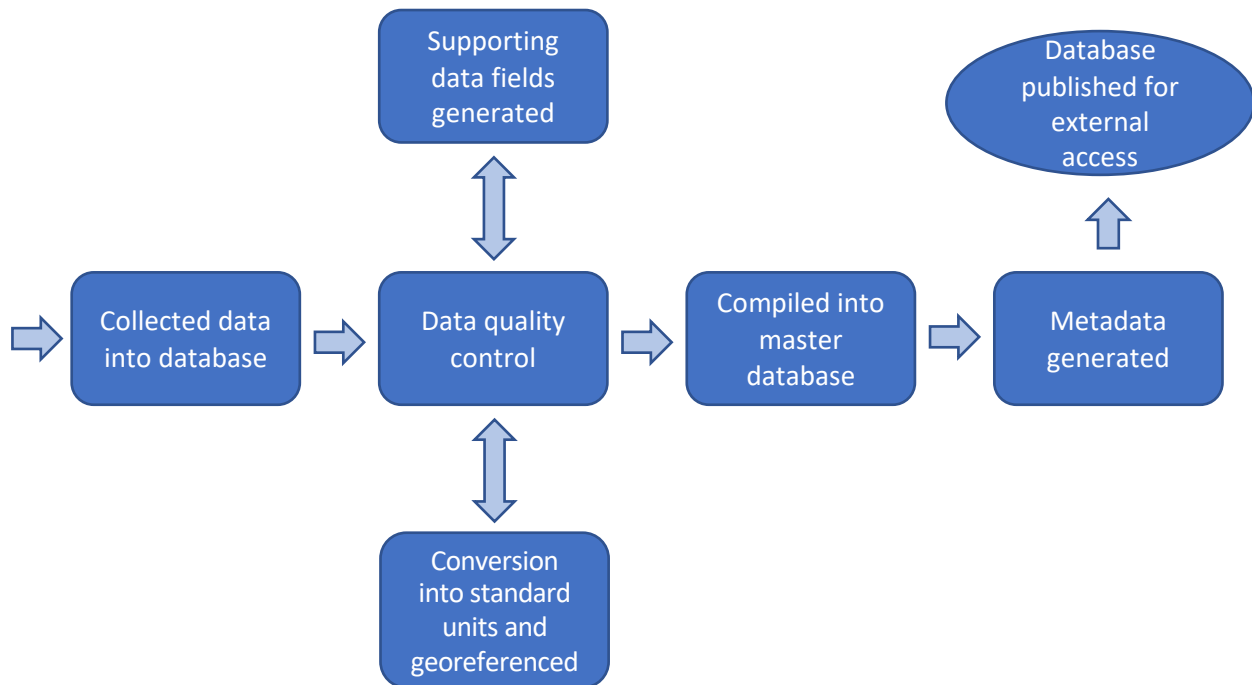 Supporting
data fields
generated
Database
published for
external
access
Collected data
into database
Data quality
control
Compiled into
master
database
Metadata
generated
Conversion
into standard
units and
georeferenced